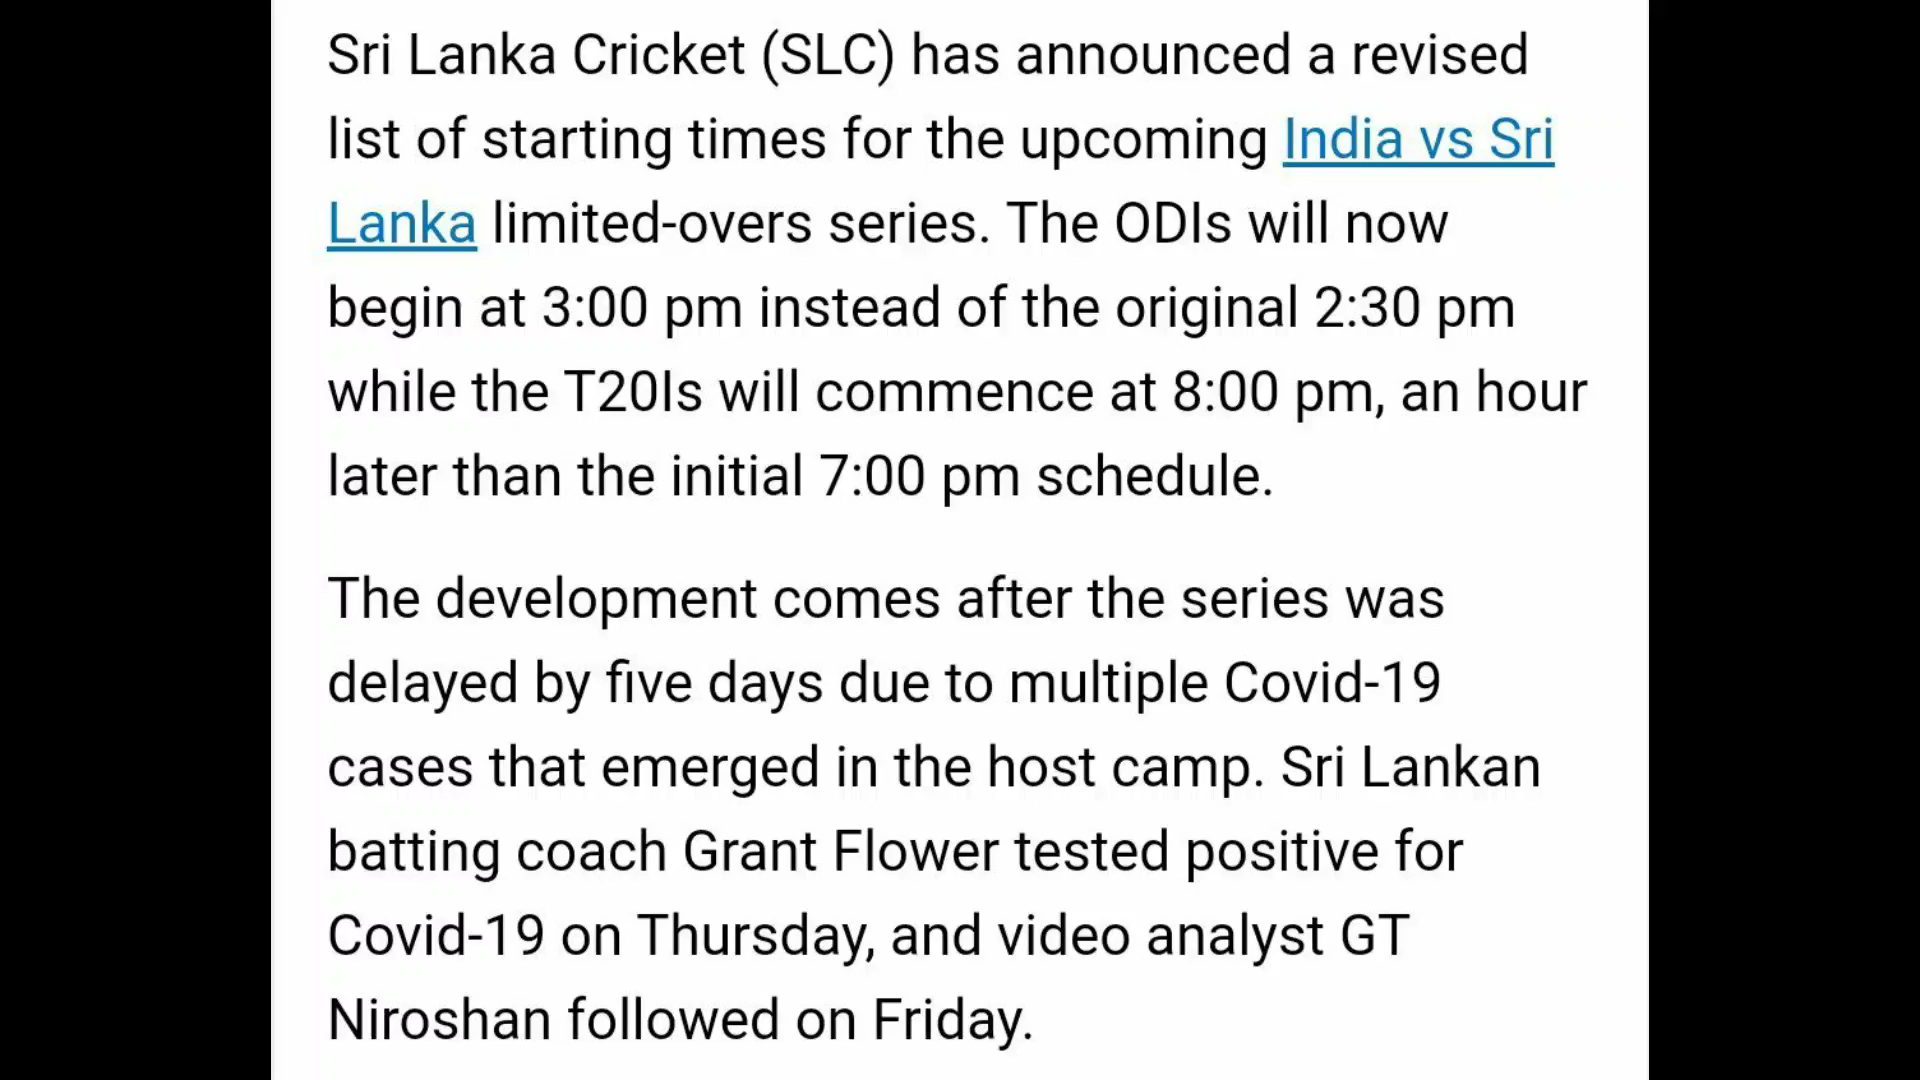 Sri Lanka Cricket (SLC) has announced a revised
list of starting times for the upcoming India vs Sri
Lanka limited-overs series. The ODIs will now
begin at 3:00 pm instead of the original 2:30 pm
while the T20Is will commence at 8:00 pm, an hour
later than the initial 7:00 pm schedule.
The development comes after the series was
delayed by five days due to multiple Covid-19
cases that emerged in the host camp. Sri Lankan
batting coach Grant Flower tested positive for
Covid-19 on Thursday, and video analyst GT
Niroshan followed on Friday.